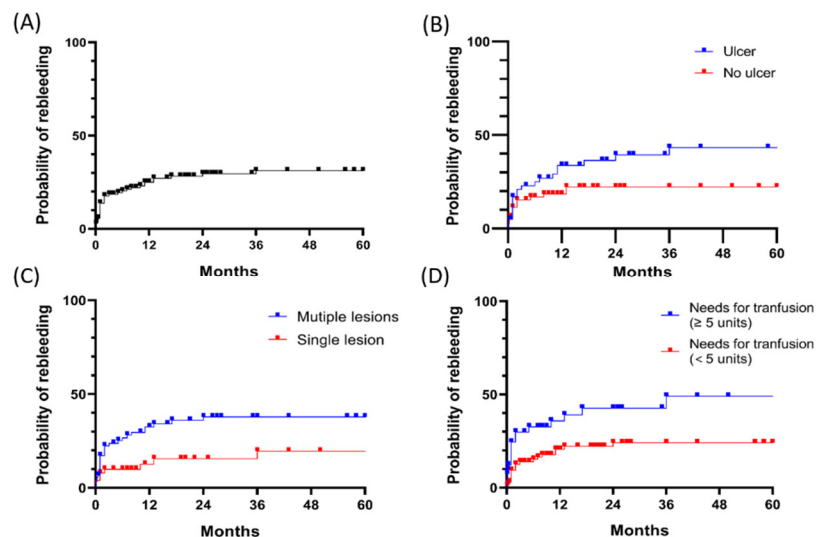 (A)
Probability of rebleeding
100
50
0
0 12 24 36 48 60
Months
(B)
Probability of rebleeding
100
50
0
Ulcer
No ulcer
0 12 24 36 48 60
Months
(C)
Probability of rebleeding
100
50
0
Mutiple lesions
Single lesion
0 12 24 36 48 60
Months
(D)
Probability of rebleeding
100
50
0
Needs for tranfusion
(≥ 5 units)
Needs for tranfusion
(< 5 units)
0 12 24 36 48 60
Months